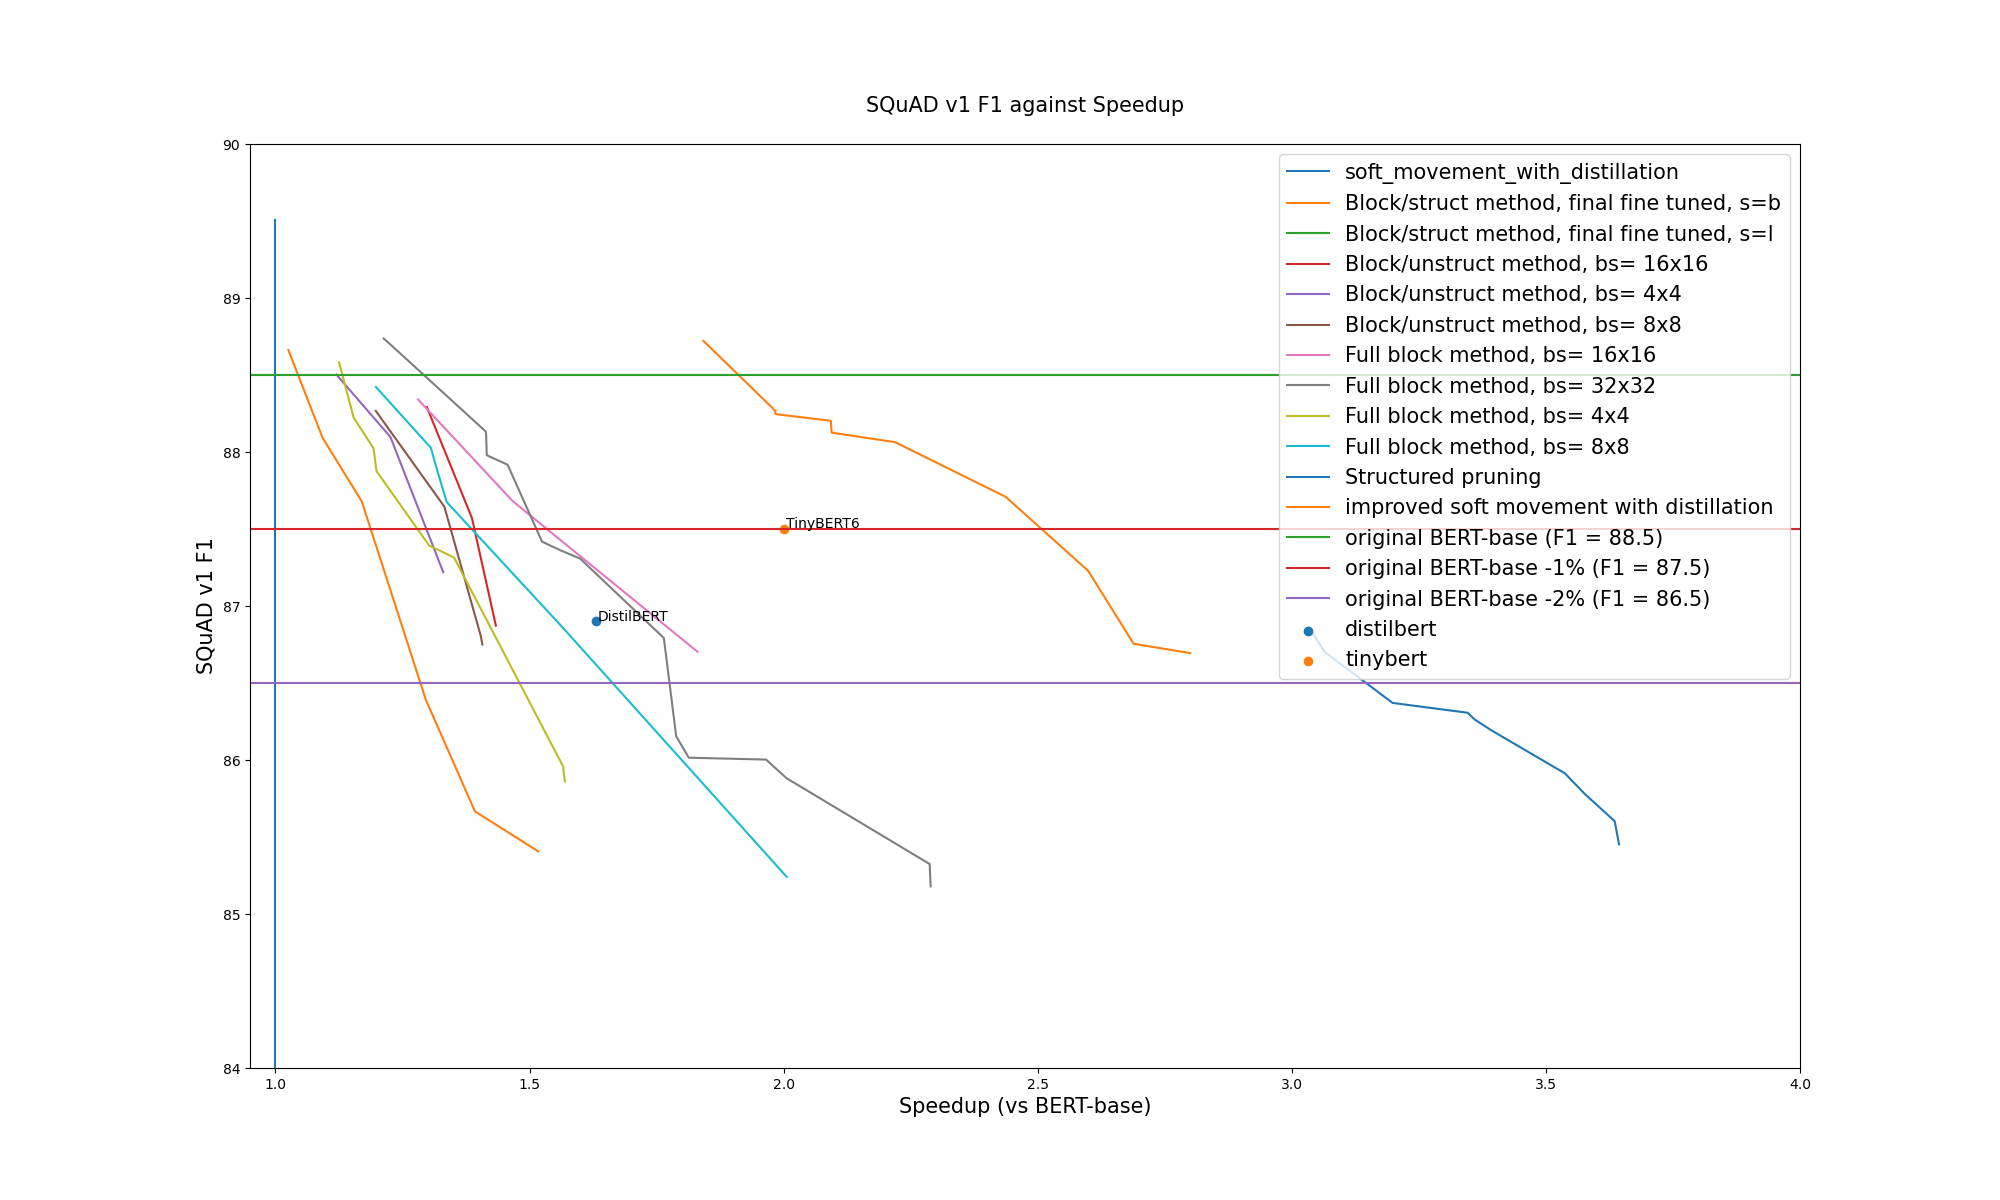 SQuAD v1 F1 against Speedup
90
89
88
87
86
85
84
SQuAD v1 F1
soft_movement_with_distillation
Block/struct method, final fine tuned, s=b
Block/struct method, final fine tuned, s=l
Block/unstruct method, bs= 16x16
Block/unstruct method, bs= 4x4
Block/unstruct method, bs= 8x8
Full block method, bs= 16x16
Full block method, bs= 32x32
Full block method, bs= 4x4
Full block method, bs= 8x8
Structured pruning
improved soft movement with distillation
original BERT-base (F1 = 88.5)
original BERT-base -1% (F1 = 87.5)
original BERT-base -2% (F1 = 86.5)
distilbert
tinybert
TinyBERT6
DistilBERT
1.0 1.5 2.0 2.5 3.0 3.5 4.0
Speedup (vs BERT-base)